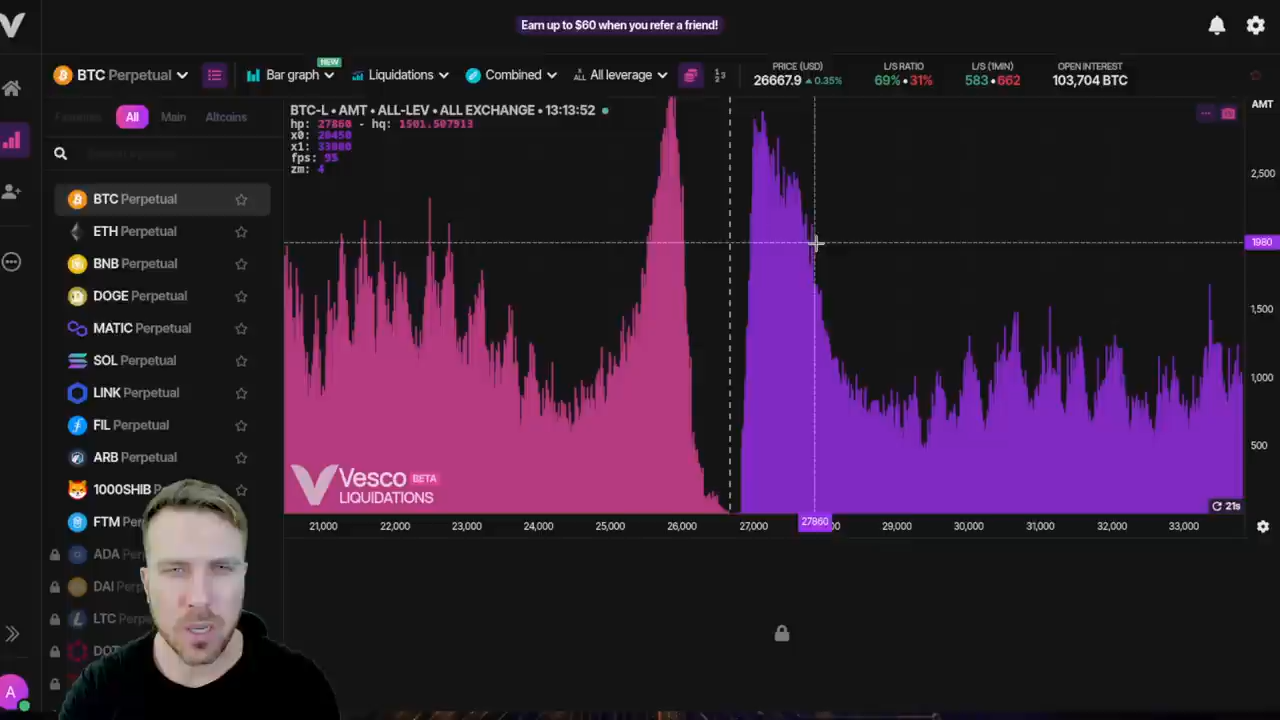 Earn up to $60 when you refer a friend!
BTC Perpetual
NEW
Bar graph
Liquidations
Combined
ALL
All leverage
PRICE (USD)
26667.9 ▲ 0.35%
L/S RATIO
69% • 31%
L/S (1MIN)
583 • 662
OPEN INTEREST
103,704 BTC
All
Main
Altcoins
BTC-L • AMT • ALL-LEV • ALL EXCHANGE • 13:13:52
hp: 27860 - hq: 1501.507913
x0: 20450
x1: 33800
fps: 95
zm: 4
AMT
2,500
1980
1,500
1,000
500
BTC Perpetual
ETH Perpetual
BNB Perpetual
DOGE Perpetual
MATIC Perpetual
SOL Perpetual
LINK Perpetual
FIL Perpetual
ARB Perpetual
1000SHIB
FTM
ADA
DAI
LTC
Vesco BETA
LIQUIDATIONS
21s
21,000
22,000
23,000
24,000
25,000
26,000
27,000
27860
29,000
30,000
31,000
32,000
33,000
A